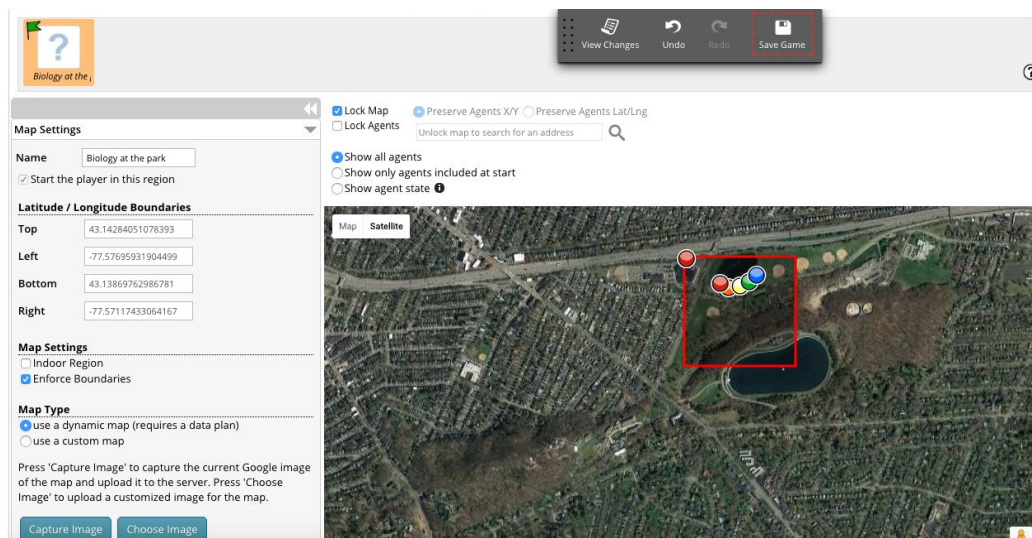 ?
Biology at the
View Changes
Undo
Redo
Save Game
?
Map Settings
Name
Biology at the park
Start the player in this region
Latitude / Longitude Boundaries
Top
43.14284051078393
Left
-77.57695931904499
Bottom
43.13869762986781
Right
-77.57117433064167
Map Settings
Indoor Region
Enforce Boundaries
Map Type
use a dynamic map (requires a
data plan)
use a custom map
Press 'Capture Image' to capture the current Google image
of the map and upload it to the server. Press 'Choose
Image' to upload a customized image for the map.
Capture Image
Choose Image
Lock Map
Preserve Agents X/Y
Preserve Agents Lat/Lng
Lock Agents
Unlock map to search for an address
Show all agents
Show only agents included at start
Show agent state
Map
Satellite